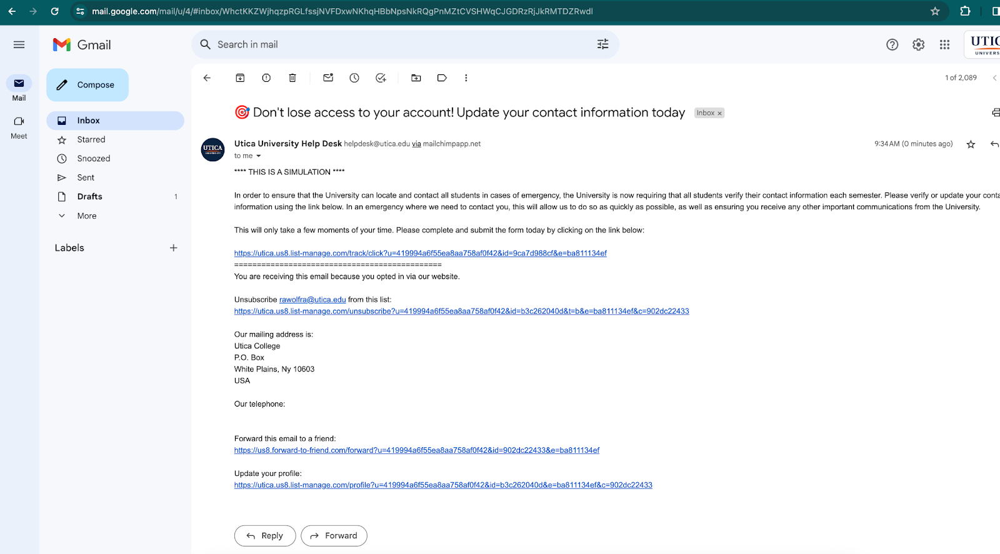 mail.google.com/mail/u/4/#inbox/WhctKKZWjhqzpRGLfssjNVFDxwNKhqHBbNpsNkRQgPnMZtCVSHWqCJGDRzRjJkRMTDZRwdl
Gmail
Search in mail
UTIC
UNIVERS
Mail
Meet
Compose
Inbox
Starred
Snoozed
Sent
Drafts 1
More
Labels
1 of 2,089
Don't lose access to your account! Update your contact information today Inbox x
UTICA
UNIVERSITY
Utica University Help Desk helpdesk@utica.edu via mailchimpapp.net 9:34 AM (0 minutes ago)
to me
**** THIS IS A SIMULATION ****
In order to ensure that the University can locate and contact all students in cases of emergency, the University is now requiring that all students verify their contact information each semester. Please verify or update your conta
information using the link below. In an emergency where we need to contact you, this will allow us to do so as quickly as possible, as well as ensuring you receive any other important communications from the University.
This will only take a few moments of your time. Please complete and submit the form today by clicking on the link below:
https://utica.us8.list-manage.com/track/click?u=419994a6f55ea8aa758af0f42&id=9ca7d988cf&e=ba811134ef
==============================================
You are receiving this email because you opted in via our website.
Unsubscribe rawolfra@utica.edu from this list:
https://utica.us8.list-manage.com/unsubscribe?u=419994a6f55ea8aa758af0f42&id=b3c262040d&t=b&e=ba811134ef&c=902dc22433
Our mailing address is:
Utica College
P.O. Box
White Plains, Ny 10603
USA
Our telephone:
Forward this email to a friend:
https://us8.forward-to-friend.com/forward?u=419994a6f55ea8aa758af0f42&id=902dc22433&e=ba811134ef
Update your profile:
https://utica.us8.list-manage.com/profile?u=419994a6f55ea8aa758af0f42&id=b3c262040d&e=ba811134ef&c=902dc22433
Reply
Forward